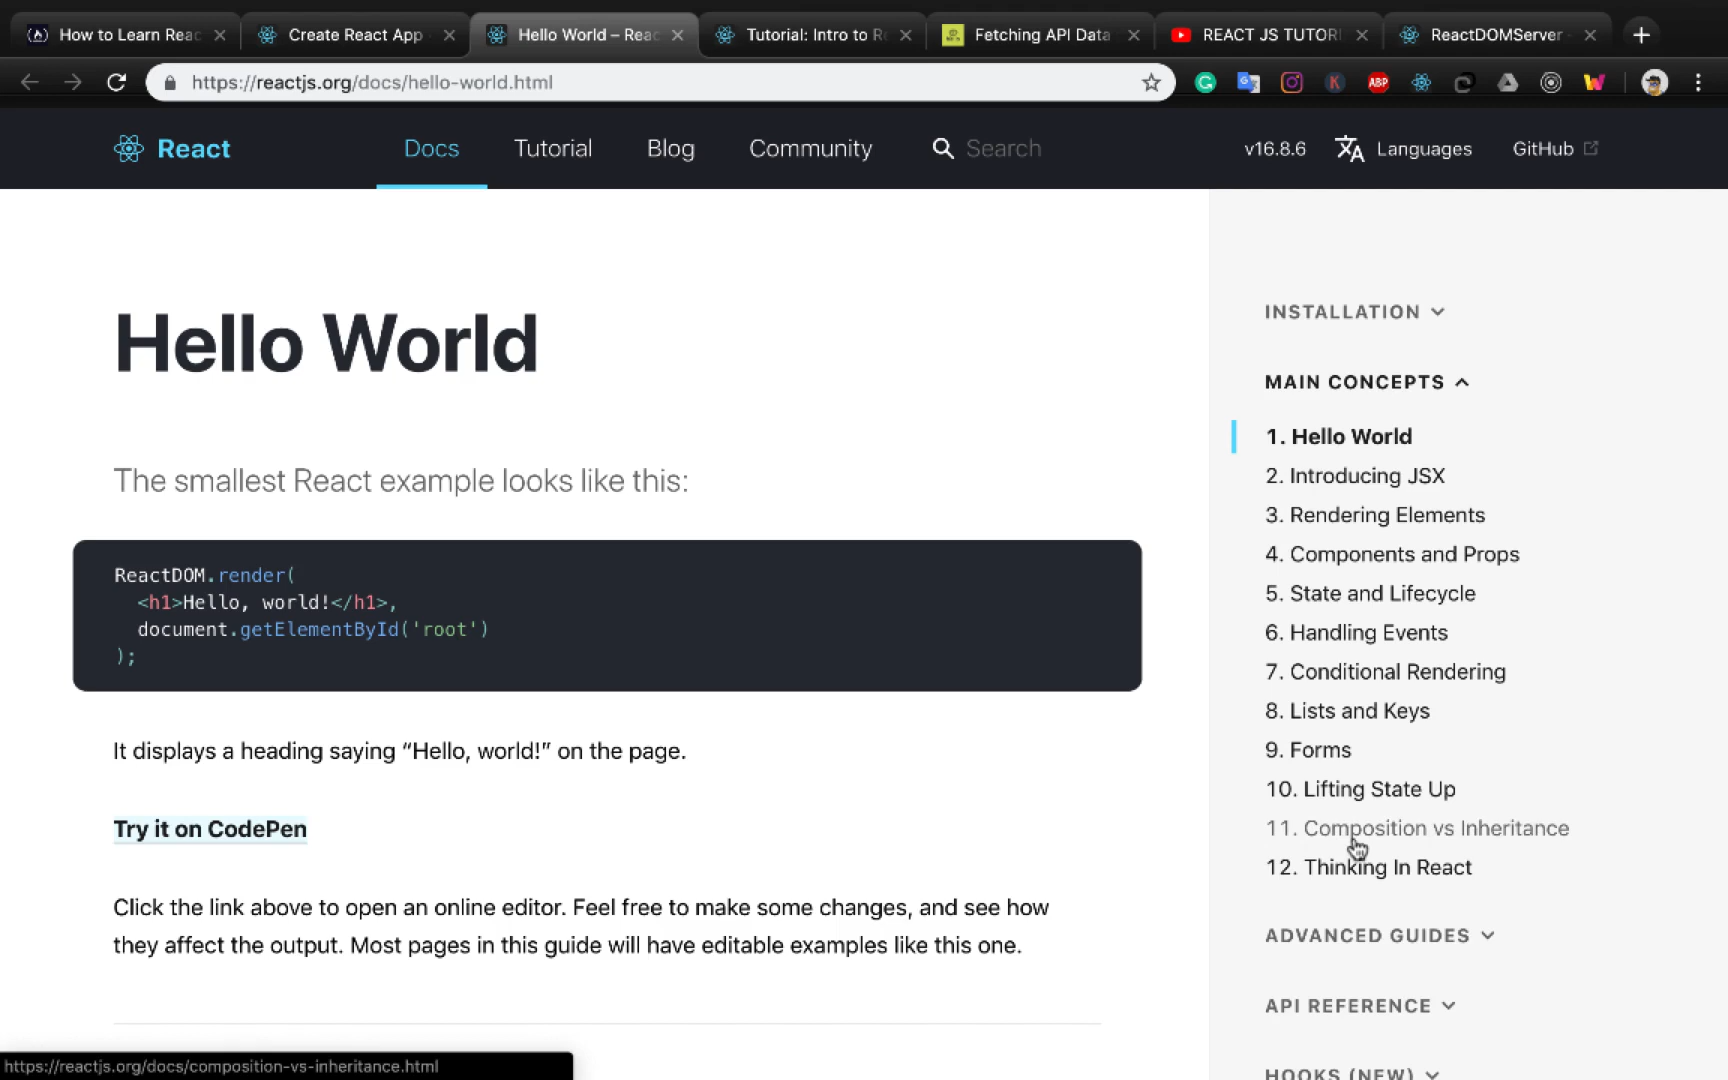 How to Learn Reac
Create React App
Hello World – Reac
Tutorial: Intro to Re
Fetching API Data
REACT JS TUTORI
ReactDOMServer
https://reactjs.org/docs/hello-world.html
ABP
React
Docs
Tutorial
Blog
Community
Search
v16.8.6
Languages
GitHub
Hello World
The smallest React example looks like this:
ReactDOM.render(
<h1>Hello, world!</h1>,
document.getElementById('root')
);
It displays a heading saying “Hello, world!” on the page.
Try it on CodePen
Click the link above to open an online editor. Feel free to make some changes, and see how
they affect the output. Most pages in this guide will have editable examples like this one.
INSTALLATION
MAIN CONCEPTS
1. Hello World
2. Introducing JSX
3. Rendering Elements
4. Components and Props
5. State and Lifecycle
6. Handling Events
7. Conditional Rendering
8. Lists and Keys
9. Forms
10. Lifting State Up
11. Composition vs Inheritance
12. Thinking In React
ADVANCED GUIDES
API REFERENCE
HOOKS (NEW)
https://reactjs.org/docs/composition-vs-inheritance.html